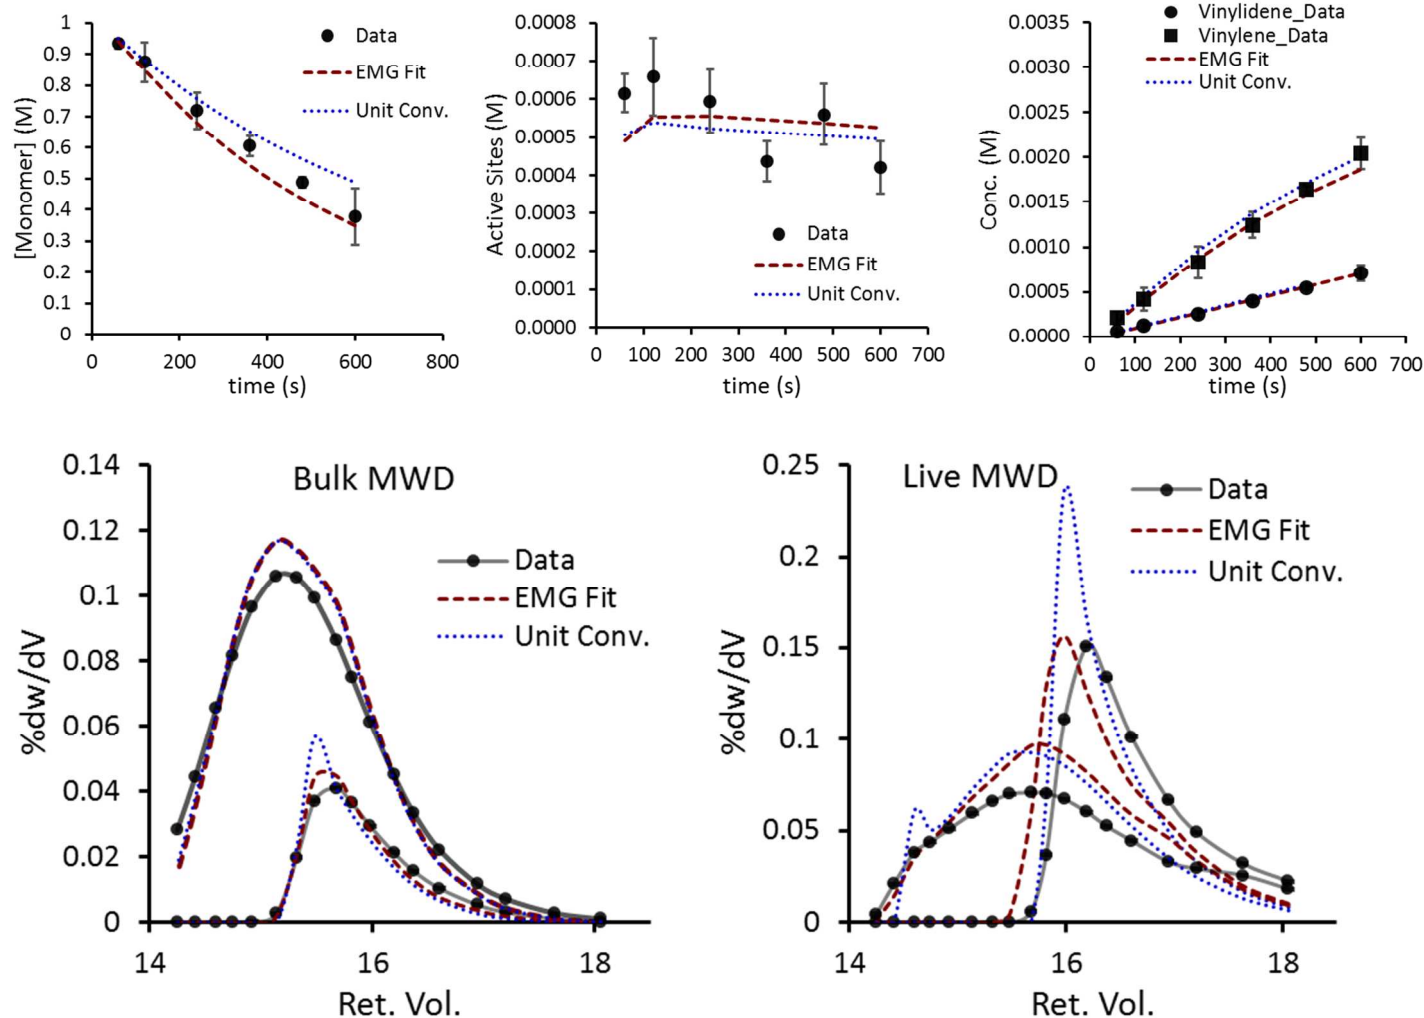 1
0.9
0.8
0.7
0.6
0.5
0.4
0.3
0.2
0.1
0
[Monomer] (M)
Data
EMG Fit
Unit Conv.
0 200 400 600 800
time (s)
0.0008
0.0007
0.0006
0.0005
0.0004
0.0003
0.0002
0.0001
0.0000
Active Sites (M)
Data
EMG Fit
Unit Conv.
0 100 200 300 400 500 600 700
time (s)
0.0035
0.0030
0.0025
0.0020
0.0015
0.0010
0.0005
0.0000
Conc. (M)
Vinylidene_Data
Vinylene_Data
EMG Fit
Unit Conv.
0 100 200 300 400 500 600 700
time (s)
Bulk MWD
0.14
0.12
0.1
0.08
0.06
0.04
0.02
0
%dw/dV
Data
EMG Fit
Unit Conv.
14 16 18
Ret. Vol.
Live MWD
0.25
0.2
0.15
0.1
0.05
0
%dw/dV
Data
EMG Fit
Unit Conv.
14 16 18
Ret. Vol.